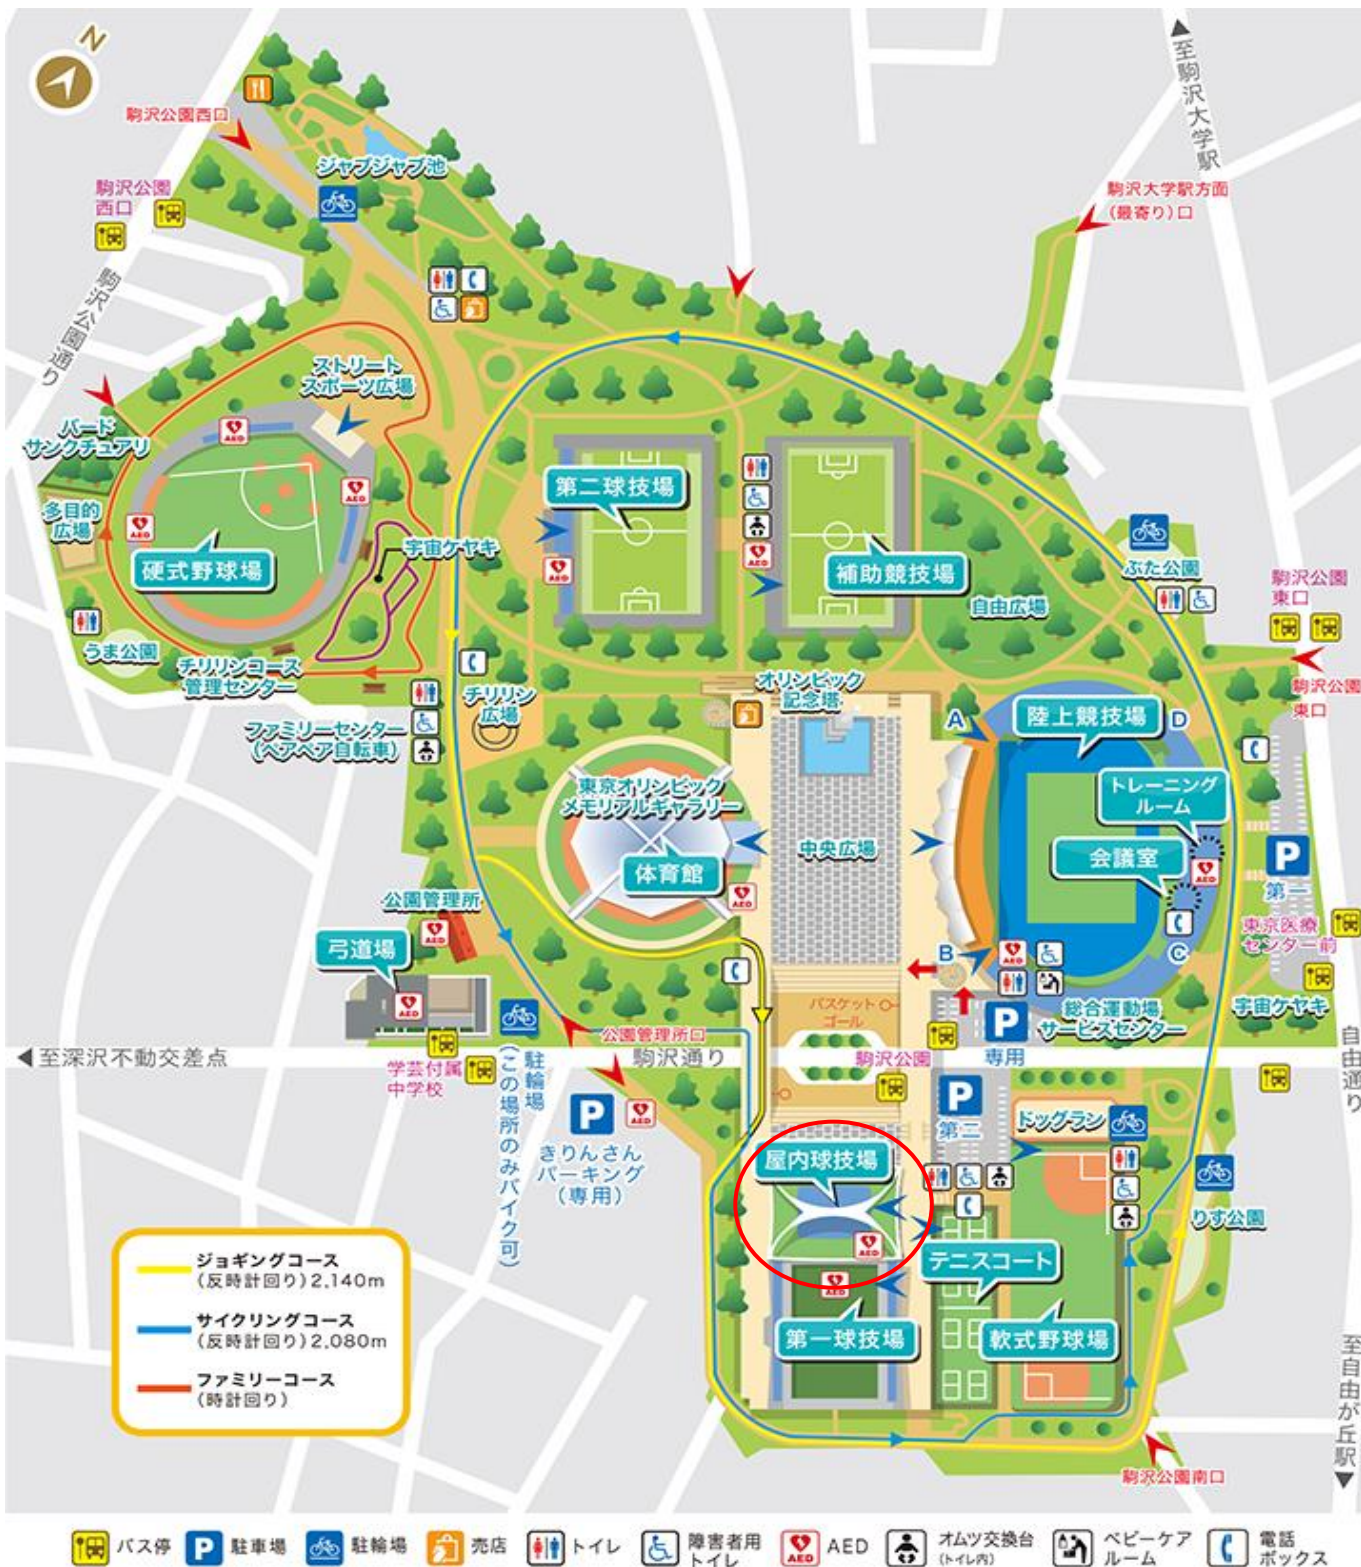 N
駒沢公園西口
ジャブジャブ池
駒沢公園
西口
▲至駒沢大学駅
駒沢大学駅方面
(最寄り)口
駒沢公園通り
ストリート
スポーツ広場
バード
サンクチュアリ
AED
AED
AED
多目的
広場
硬式野球場
宇宙ケヤキ
うま公園
チリリンコース
管理センター
第二球技場
AED
補助競技場
AED
自由広場
ぶた公園
駒沢公園
東口
駒沢公園
東口
ファミリーセンター
(ペアペア自転車)
チリリン
広場
オリンピック
記念塔
A
陸上競技場
D
トレーニング
ルーム
会議室
AED
P
第一
東京オリンピック
メモリアルギャラリー
体育館
AED
中央広場
公園管理所
AED
弓道場
AED
東京医療
センター前
B
AED
C
バスケット
ゴール
総合運動場
サービスセンター
宇宙ケヤキ
P
専用
公園管理所口
◀至深沢不動交差点
駒沢通り
駒沢公園
自由通り
学芸付属
中学校
駐輪場
(この場所のみバイク可)
P
AED
きりんさん
パーキング
(専用)
P
第二
ドッグラン
屋内球技場
AED
りす公園
テニスコート
AED
第一球技場
軟式野球場
至自由が丘駅▼
駒沢公園南口
ジョギングコース
(反時計回り)2,140m
サイクリングコース
(反時計回り)2,080m
ファミリーコース
(時計回り)
バス停
P 駐車場
駐輪場
売店
トイレ
障害者用
トイレ
AED AED
オムツ交換台
(トイレ内)
ベビーケア
ルーム
電話
ボックス